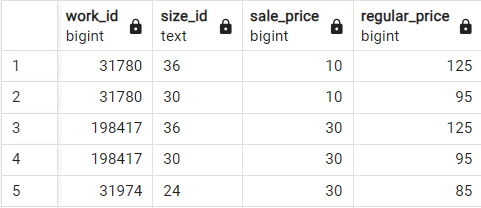 work_id size_id sale_price regular_price
bigint text bigint bigint
1 31780 36 10 125
2 31780 30 10 95
3 198417 36 30 125
4 198417 30 30 95
5 31974 24 30 85